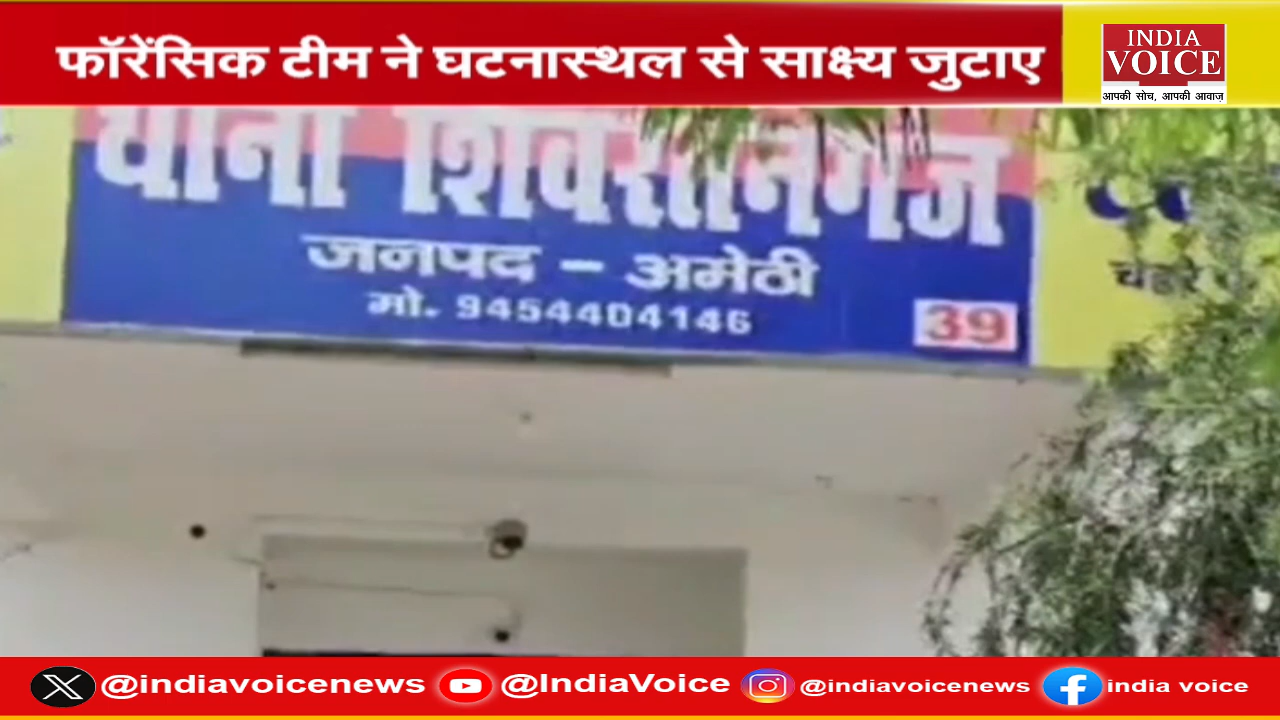 फॉरेंसिक टीम ने घटनास्थल से साक्ष्य जुटाए
INDIA
VOICE
आपकी सोच, आपकी आवाज़
थाना शिवरतनगंज
जनपद - अमेठी
मो. 9454404146
39
@indiavoicenews
@IndiaVoice
@indiavoicenews
india voice